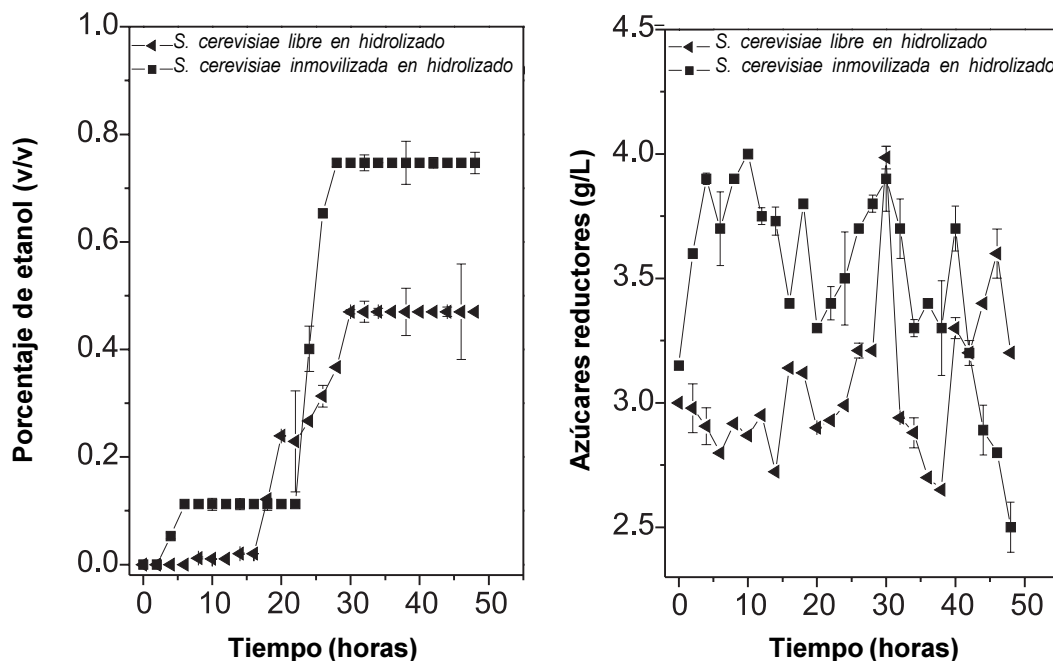 S. cerevisiae libre en hidrolizado
S. cerevisiae inmovilizada en hidrolizado
Porcentaje de etanol (v/v)
1.0
0.8
0.6
0.4
0.2
0.0
0 10 20 30 40 50
Tiempo (horas)
S. cerevisiae libre en hidrolizado
S. cerevisiae inmovilizada en hidrolizado
Azúcares reductores (g/L)
4.5
4.0
3.5
3.0
2.5
0 10 20 30 40 50
Tiempo (horas)